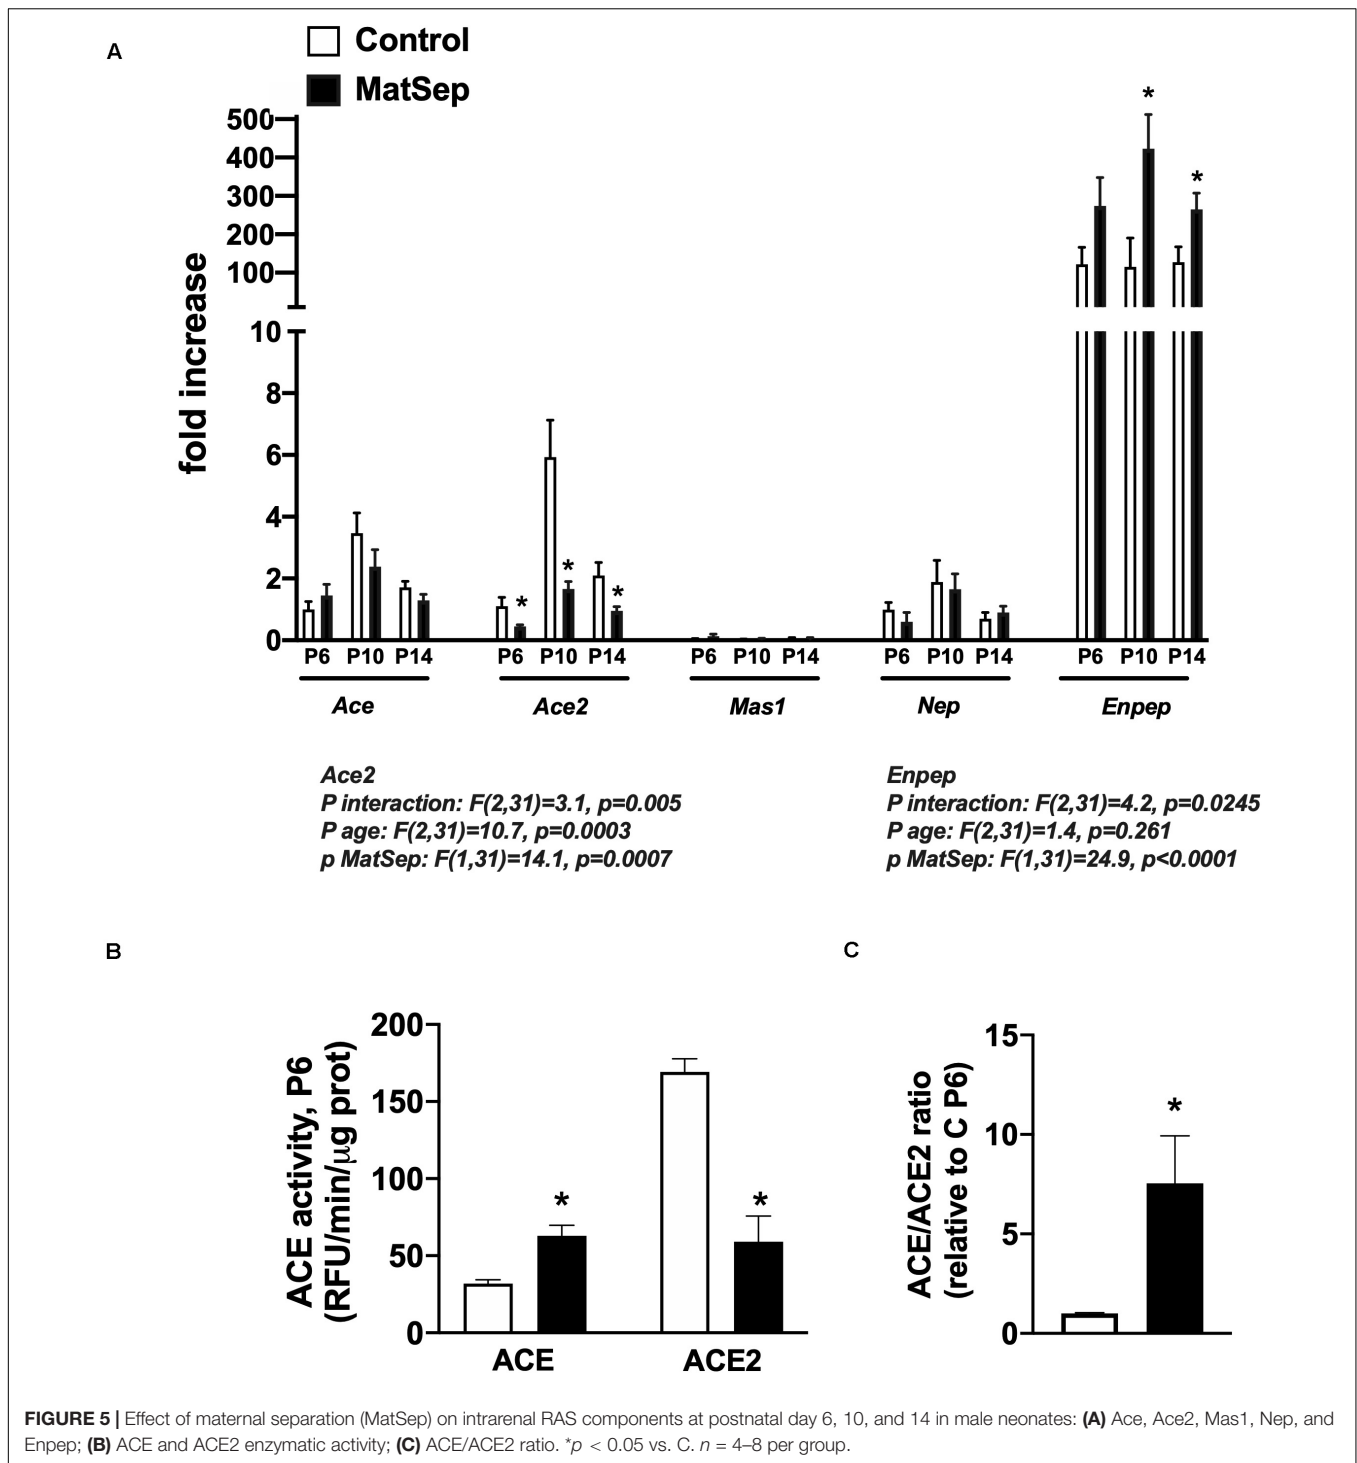 A
Control
MatSep
fold increase
500
400
300
200
100
10
8
6
4
2
0
*
*
*
*
*
P6 P10 P14 P6 P10 P14 P6 P10 P14 P6 P10 P14 P6 P10 P14
Ace Ace2 Mas1 Nep Enpep
Ace2
P interaction: F(2,31)=3.1, p=0.005
P age: F(2,31)=10.7, p=0.0003
p MatSep: F(1,31)=14.1, p=0.0007
Enpep
P interaction: F(2,31)=4.2, p=0.0245
P age: F(2,31)=1.4, p=0.261
p MatSep: F(1,31)=24.9, p<0.0001
B
ACE activity, P6
(RFU/min/µg prot)
200
150
100
50
0
* *
ACE ACE2
C
ACE/ACE2 ratio
(relative to C P6)
15
10
5
0
*
FIGURE 5 | Effect of maternal separation (MatSep) on intrarenal RAS components at postnatal day 6, 10, and 14 in male neonates: (A) Ace, Ace2, Mas1, Nep, and
Enpep; (B) ACE and ACE2 enzymatic activity; (C) ACE/ACE2 ratio. *p < 0.05 vs. C. n = 4–8 per group.